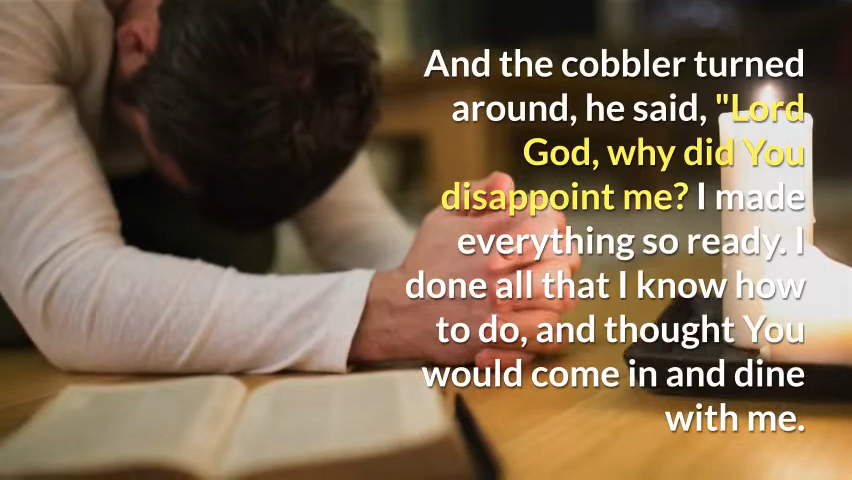 And the cobbler turned
around, he said, "Lord
God, why did You
disappoint me? I made
everything so ready. I
done all that I know how
to do, and thought You
would come in and dine
with me.